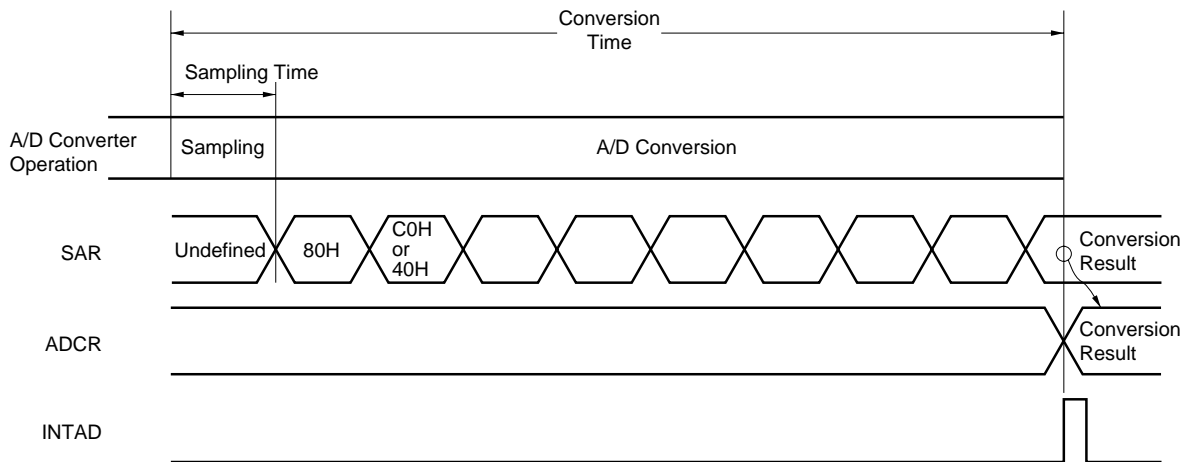 Conversion
Time
Sampling Time
A/D Converter
Operation
Sampling
A/D Conversion
SAR
Undefined
80H
C0H
or
40H
Conversion
Result
ADCR
Conversion
Result
INTAD